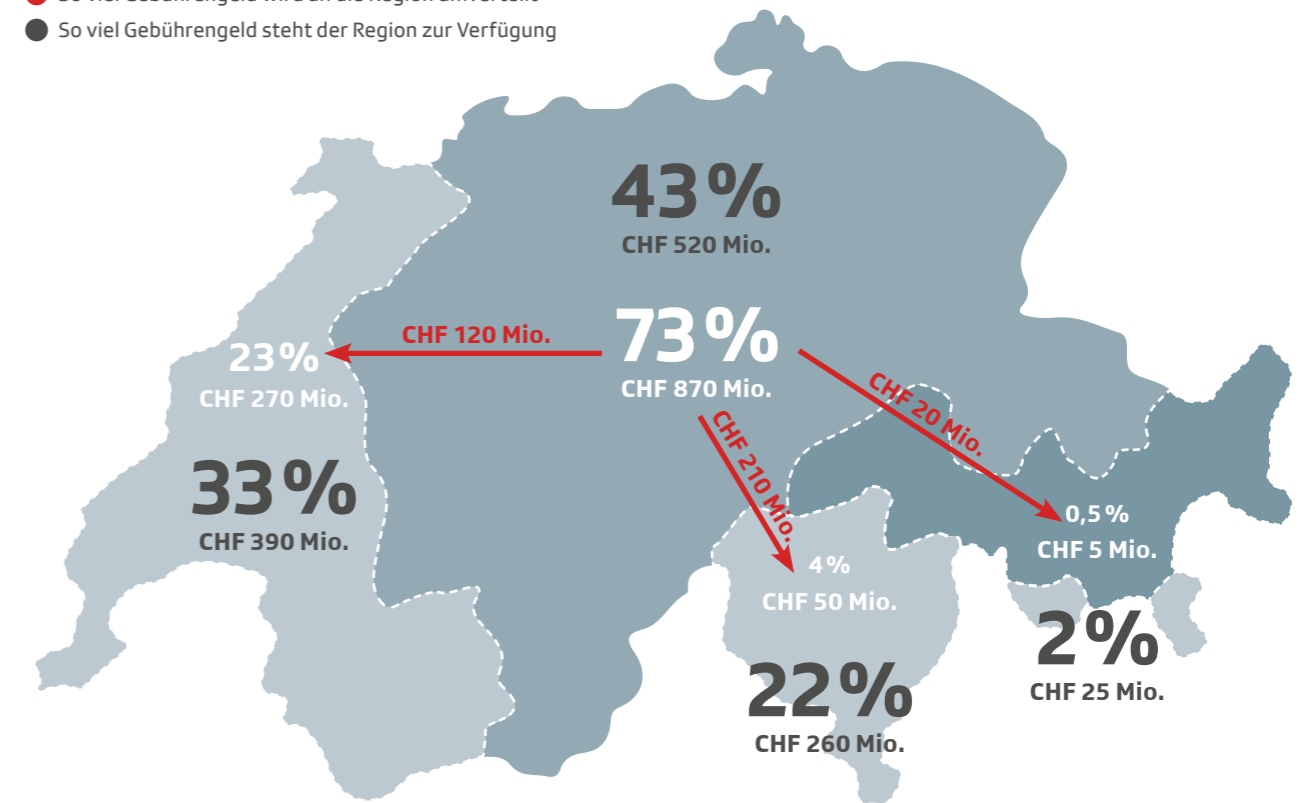 So viel Gebührengeld steht der Region zur Verfügung
43 %
CHF 520 Mio.
CHF 120 Mio.
73 %
CHF 870 Mio.
23 %
CHF 270 Mio.
CHF 20 Mio.
CHF 210 Mio.
33 %
CHF 390 Mio.
0,5 %
CHF 5 Mio.
4 %
CHF 50 Mio.
2 %
CHF 25 Mio.
22 %
CHF 260 Mio.